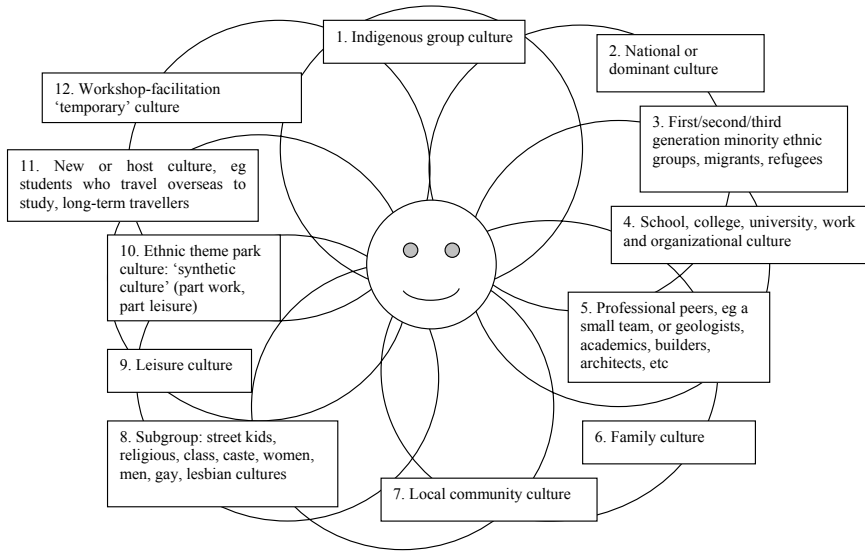 1. Indigenous group culture
2. National or
dominant culture
3. First/second/third
generation minority ethnic
groups, migrants, refugees
4. School, college, university, work
and organizational culture
5. Professional peers, eg a
small team, or geologists,
academics, builders,
architects, etc
6. Family culture
7. Local community culture
8. Subgroup: street kids,
religious, class, caste, women,
men, gay, lesbian cultures
9. Leisure culture
10. Ethnic theme park
culture: ‘synthetic
culture’ (part work,
part leisure)
11. New or host culture, eg
students who travel overseas to
study, long-term travellers
12. Workshop-facilitation
‘temporary’ culture